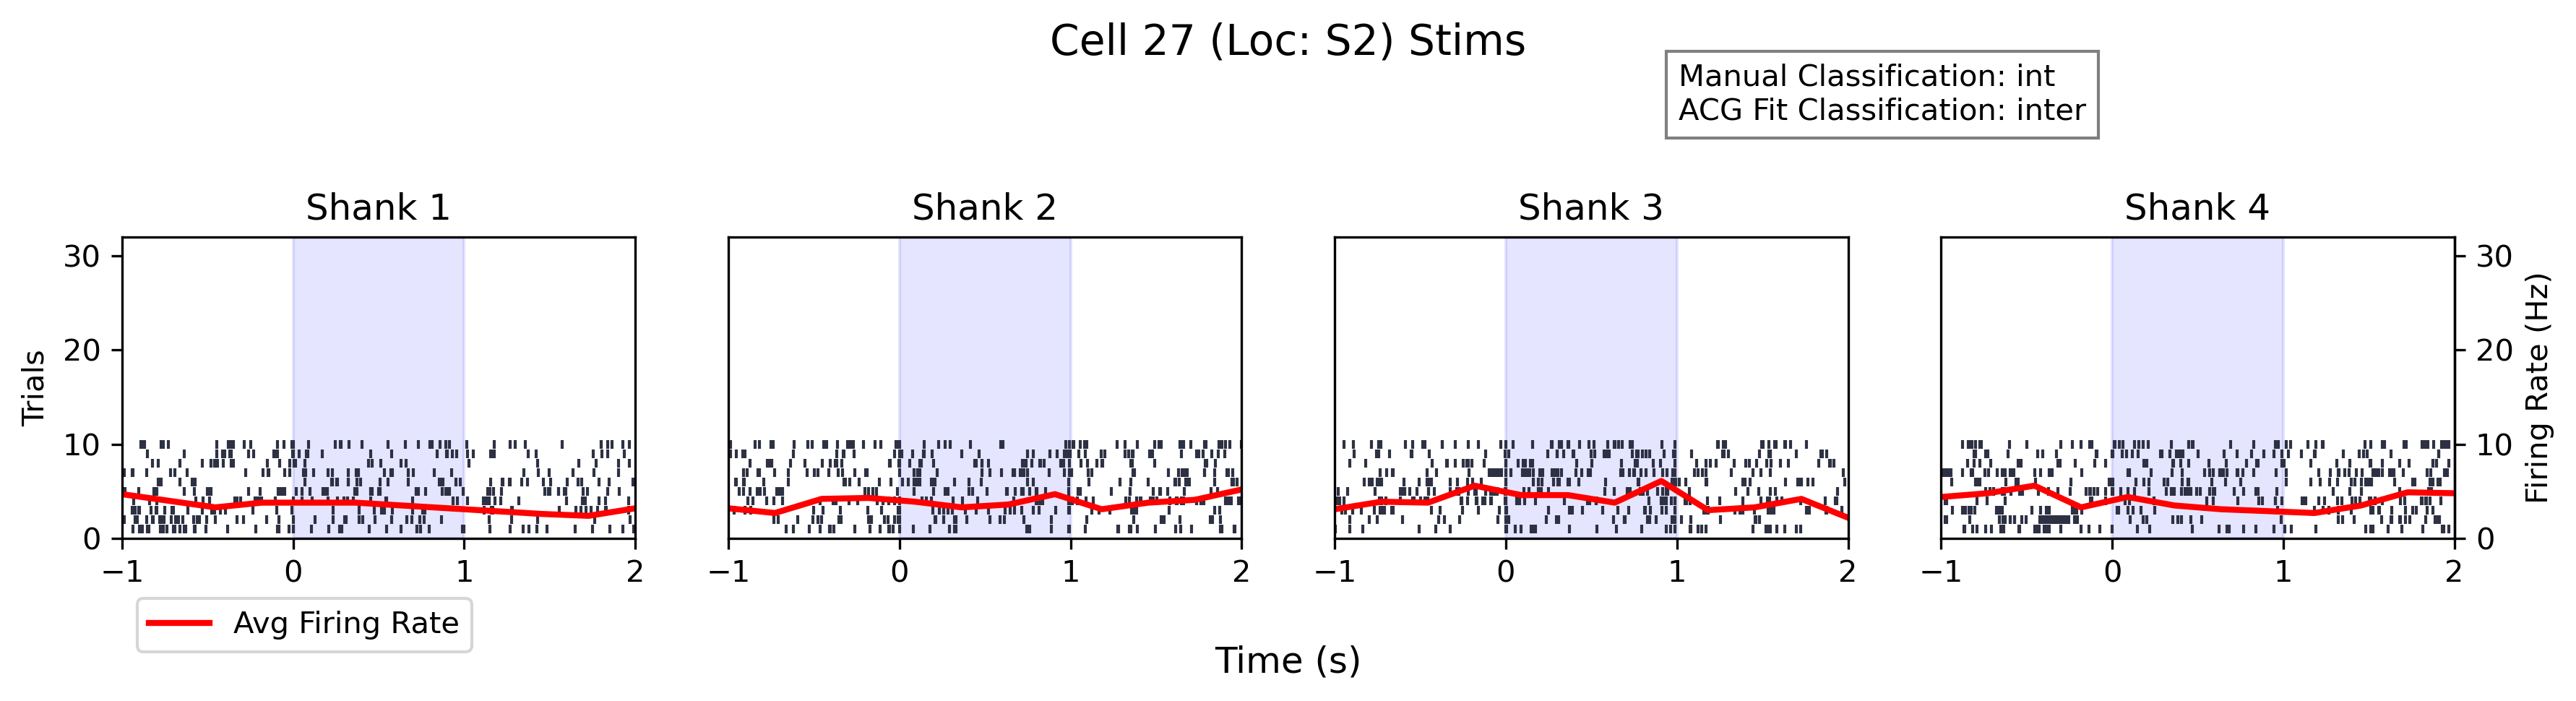 Cell 27 (Loc: S2) Stims
Manual Classification: int
ACG Fit Classification: inter
Shank 1
Shank 2
Shank 3
Shank 4
30
20
10
0
Trials
−1 0 1 2
−1 0 1 2
−1 0 1 2
−1 0 1 2
30
20
10
0
Firing Rate (Hz)
Avg Firing Rate
Time (s)